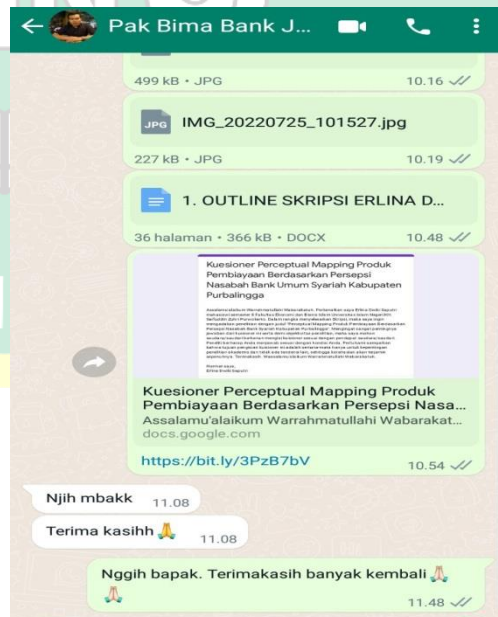 Pak Bima Bank J...
499 kB • JPG 10.16
JPG IMG_20220725_101527.jpg
227 kB • JPG 10.19
1. OUTLINE SKRIPSI ERLINA D...
36 halaman • 366 kB • DOCX 10.48
Kuesioner Perceptual Mapping Produk
Pembiayaan Berdasarkan Persepsi
Nasabah Bank Umum Syariah Kabupaten
Purbalingga
Kuesioner Perceptual Mapping
Produk Pembiayaan Berdasarkan Persepsi Nasa...
Assalamu'alaikum Warrahmatullahi Wabarakat...
docs.google.com
https://bit.ly/3PzB7bV 10.54
Njih mbakk 11.08
Terima kasihh🙏 11.08
Nggih bapak. Terimakasih banyak kembali🙏
🙏 11.48